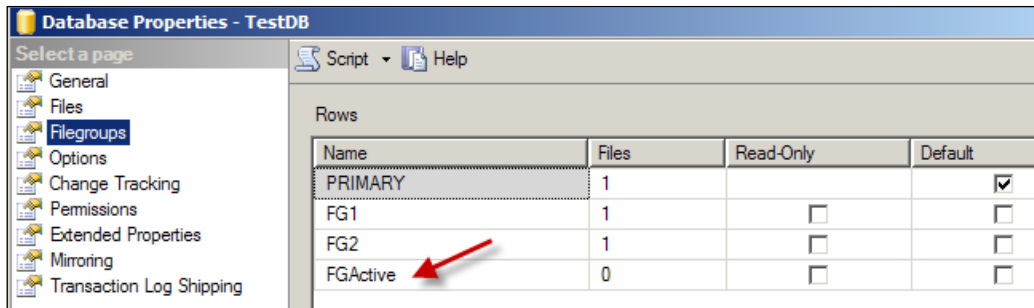 Database Properties - TestDB
Select a page
General
Files
Filegroups
Options
Change Tracking
Permissions
Extended Properties
Mirroring
Transaction Log Shipping
Script Help
Rows
Name Files Read-Only Default
PRIMARY 1
FG1 1
FG2 1
FGActive 0